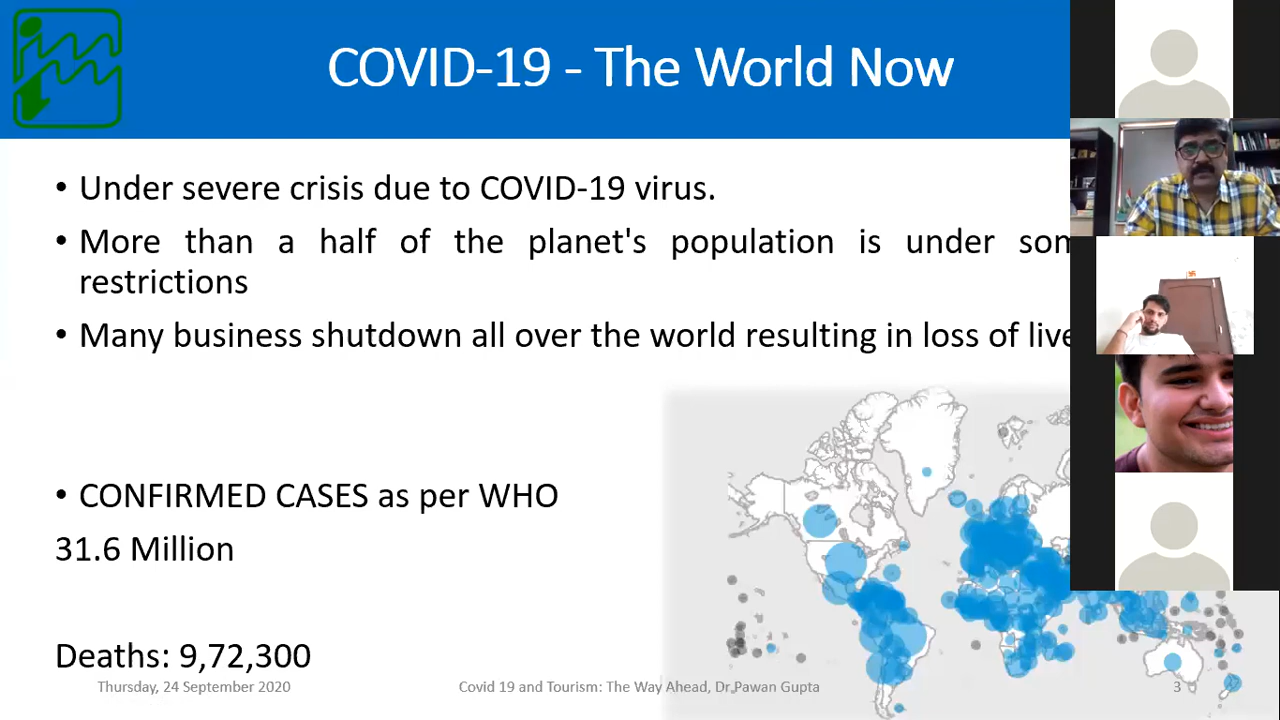 COVID-19 - The World Now
• Under severe crisis due to COVID-19 virus.
• More than a half of the planet's population is under
restrictions
• Many business shutdown all over the world resulting in loss of
• CONFIRMED CASES as per WHO
31.6 Million
Deaths: 9,72,300
Thursday, 24 September 2020
Covid 19 and Tourism: The Way Ahead, Dr Pawan Gupta
3